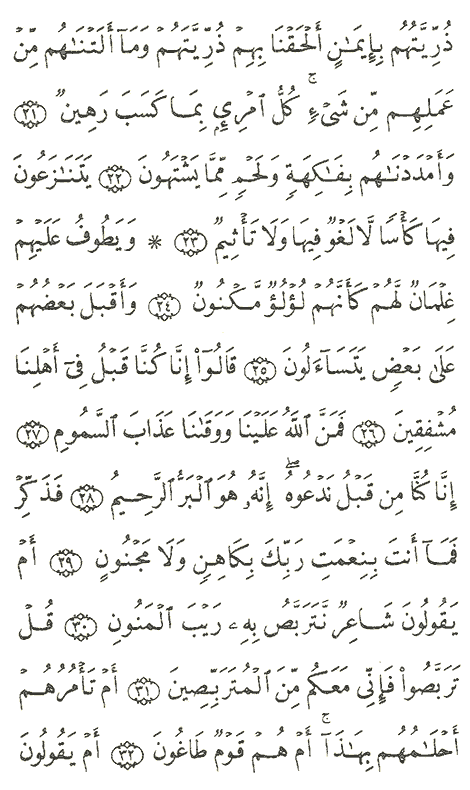 ذُرِّيَّتُهُم بِإِيمَـٰنٍ أَلْحَقْنَا بِهِمْ ذُرِّيَّتَهُمْ وَمَآ أَلَتْنَـٰهُم مِّنْ
عَمَلِهِم مِّن شَىْءٍۚ كُلُّ ٱمْرِئٍۭ بِمَا كَسَبَ رَهِينٌ ٢١
وَأَمْدَدْنَـٰهُم بِفَـٰكِهَةٍ وَلَحْمٍ مِّمَّا يَشْتَهُونَ ٢٢ يَتَنَـٰزَعُونَ
فِيهَا كَأْسًا لَّا لَغْوٌ فِيهَا وَلَا تَأْثِيمٌ ٢٣ * وَيَطُوفُ عَلَيْهِمْ
غِلْمَانٌ لَّهُمْ كَأَنَّهُمْ لُؤْلُؤٌ مَّكْنُونٌ ٢٤ وَأَقْبَلَ بَعْضُهُمْ
عَلَىٰ بَعْضٍ يَتَسَآءَلُونَ ٢٥ قَالُوٓا۟ إِنَّا كُنَّا قَبْلُ فِىٓ أَهْلِنَا
مُشْفِقِينَ ٢٦ فَمَنَّ ٱللَّهُ عَلَيْنَا وَوَقَىٰنَا عَذَابَ ٱلسَّمُومِ ٢٧
إِنَّا كُنَّا مِن قَبْلُ نَدْعُوهُۖ إِنَّهُۥ هُوَ ٱلْبَرُّ ٱلرَّحِيمُ ٢٨ فَذَكِّرْ
فَمَآ أَنتَ بِنِعْمَتِ رَبِّكَ بِكَاهِنٍ وَلَا مَجْنُونٍ ٢٩ أَمْ
يَقُولُونَ شَاعِرٌ نَّتَرَبَّصُ بِهِۦ رَيْبَ ٱلْمَنُونِ ٣٠ قُلْ
تَرَبَّصُوا۟ فَإِنِّى مَعَكُم مِّنَ ٱلْمُتَرَبِّصِينَ ٣١ أَمْ تَأْمُرُهُمْ
أَحْلَـٰمُهُم بِهَـٰذَآۚ أَمْ هُمْ قَوْمٌ طَاغُونَ ٣٢ أَمْ يَقُولُونَ